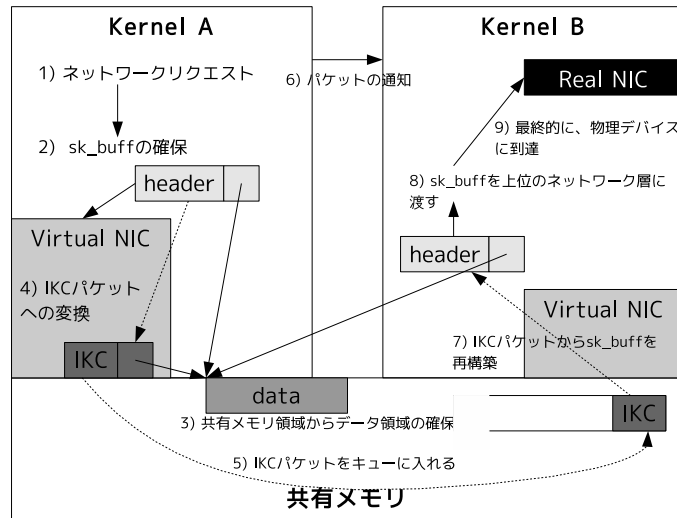 Kernel A
1) ネットワークリクエスト
2) sk_buffの確保
header
Virtual NIC
4) IKCパケット
への変換
IKC
6) パケットの通知
Kernel B
Real NIC
9) 最終的に、物理デバイス
に到達
8) sk_buffを上位のネットワーク層に
渡す
header
Virtual NIC
7) IKCパケットからsk_buffを
再構築
data
3) 共有メモリ領域からデータ領域の確保
IKC
5) IKCパケットをキューに入れる
共有メモリ